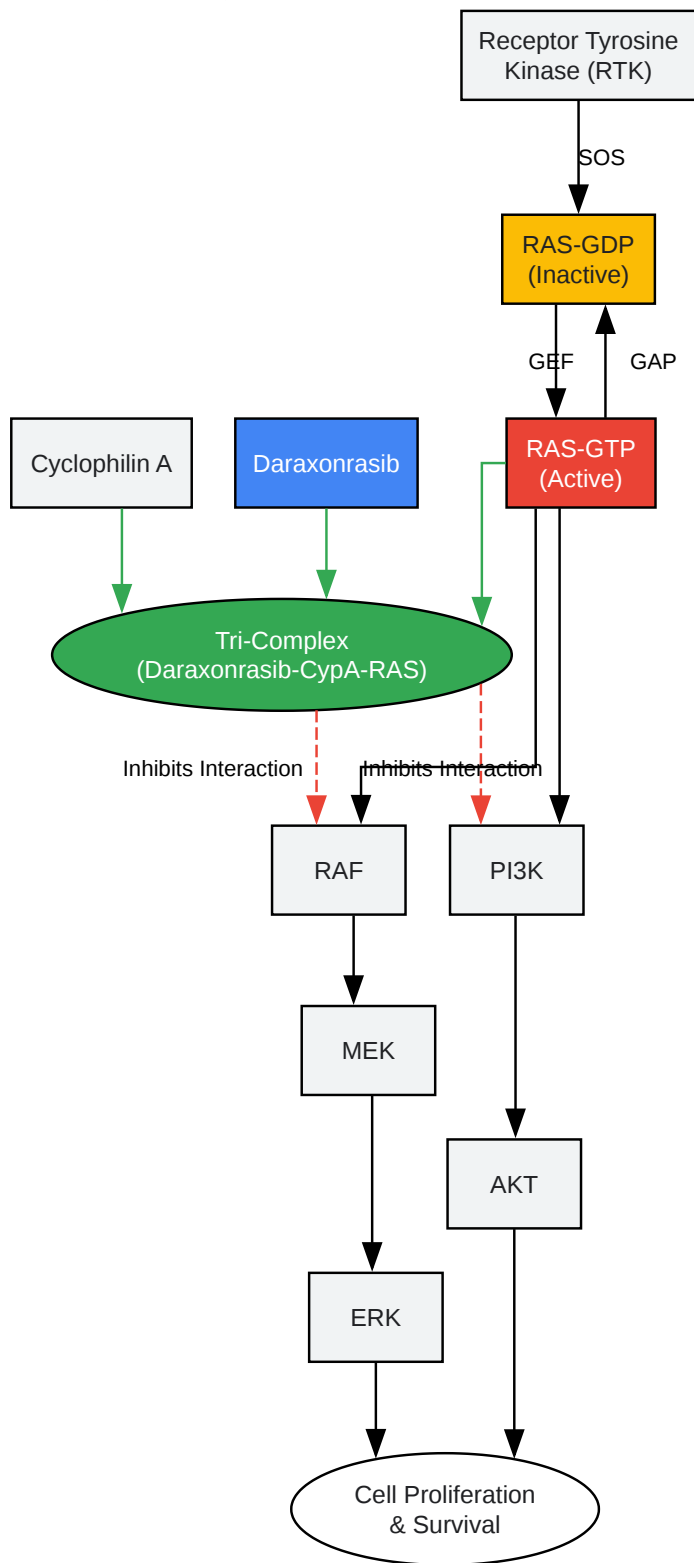 Receptor Tyrosine
Kinase (RTK)
SOS
RAS-GDP
(Inactive)
GEF
GAP
Cyclophilin A
Daraxonrasib
RAS-GTP
(Active)
Tri-Complex
(Daraxonrasib-CypA-RAS)
Inhibits Interaction
Inhibits Interaction
RAF
PI3K
MEK
AKT
ERK
Cell Proliferation
& Survival